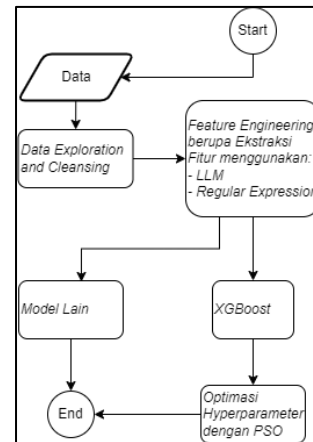 Start
Data
Data Exploration
and Cleansing
Feature Engineering
berupa Ekstraksi
Fitur menggunakan:
- LLM
- Regular Expression
Model Lain
XGBoost
End
Optimasi
Hyperparameter
dengan PSO